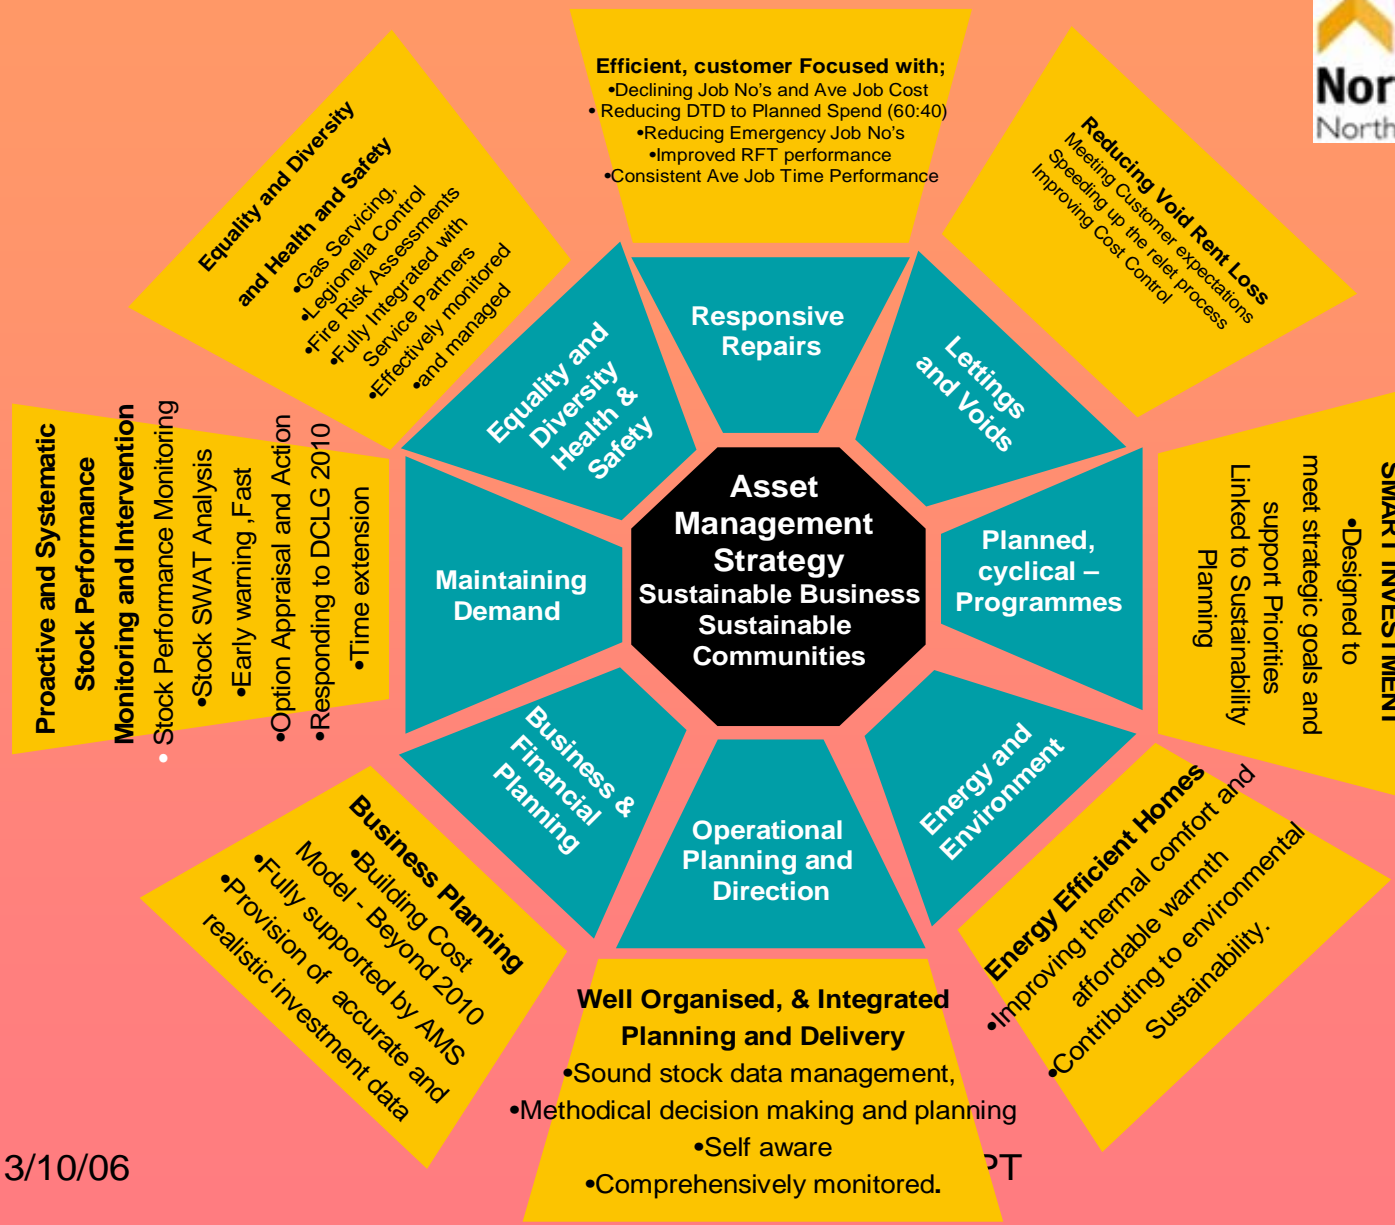 Efficient, customer Focused with;
•Declining Job No's and Ave Job Cost
• Reducing DTD to Planned Spend (60:40)
•Reducing Emergency Job No's
•Improved RFT performance
•Consistent Ave Job Time Performance
Reducing Void Rent Loss
Meeting Customer expectations
Speeding up the relet process
Improving Cost Control
SMART INVESTMENT
•Designed to
meet strategic goals and
support Priorities
Linked to Sustainability
Planning
Energy Efficient Homes
•Improving thermal comfort and
affordable warmth
•Contributing to environmental
Sustainability.
Well Organised, & Integrated
Planning and Delivery
•Sound stock data management,
•Methodical decision making and planning
•Self aware
•Comprehensively monitored.
Business Planning
•Building Cost
Model - Beyond 2010
•Fully supported by AMS
•Provision of accurate and
realistic investment data
Proactive and Systematic
Stock Performance
Monitoring and Intervention
• Stock Performance Monitoring
•Stock SWAT Analysis
•Early warning ,Fast
•Option Appraisal and Action
•Responding to DCLG 2010
•Time extension
Equality and Diversity
and Health and Safety
•Gas Servicing,
•Legionella Control
•Fire Risk Assessments
•Fully Integrated with
Service Partners
•Effectively monitored
•and managed
Responsive
Repairs
Lettings
and Voids
Planned,
cyclical –
Programmes
Energy and
Environment
Operational
Planning and
Direction
Business &
Financial
Planning
Maintaining
Demand
Equality and
Diversity
Health &
Safety
Asset
Management
Strategy
Sustainable Business
Sustainable
Communities
Nor
North
3/10/06
PT